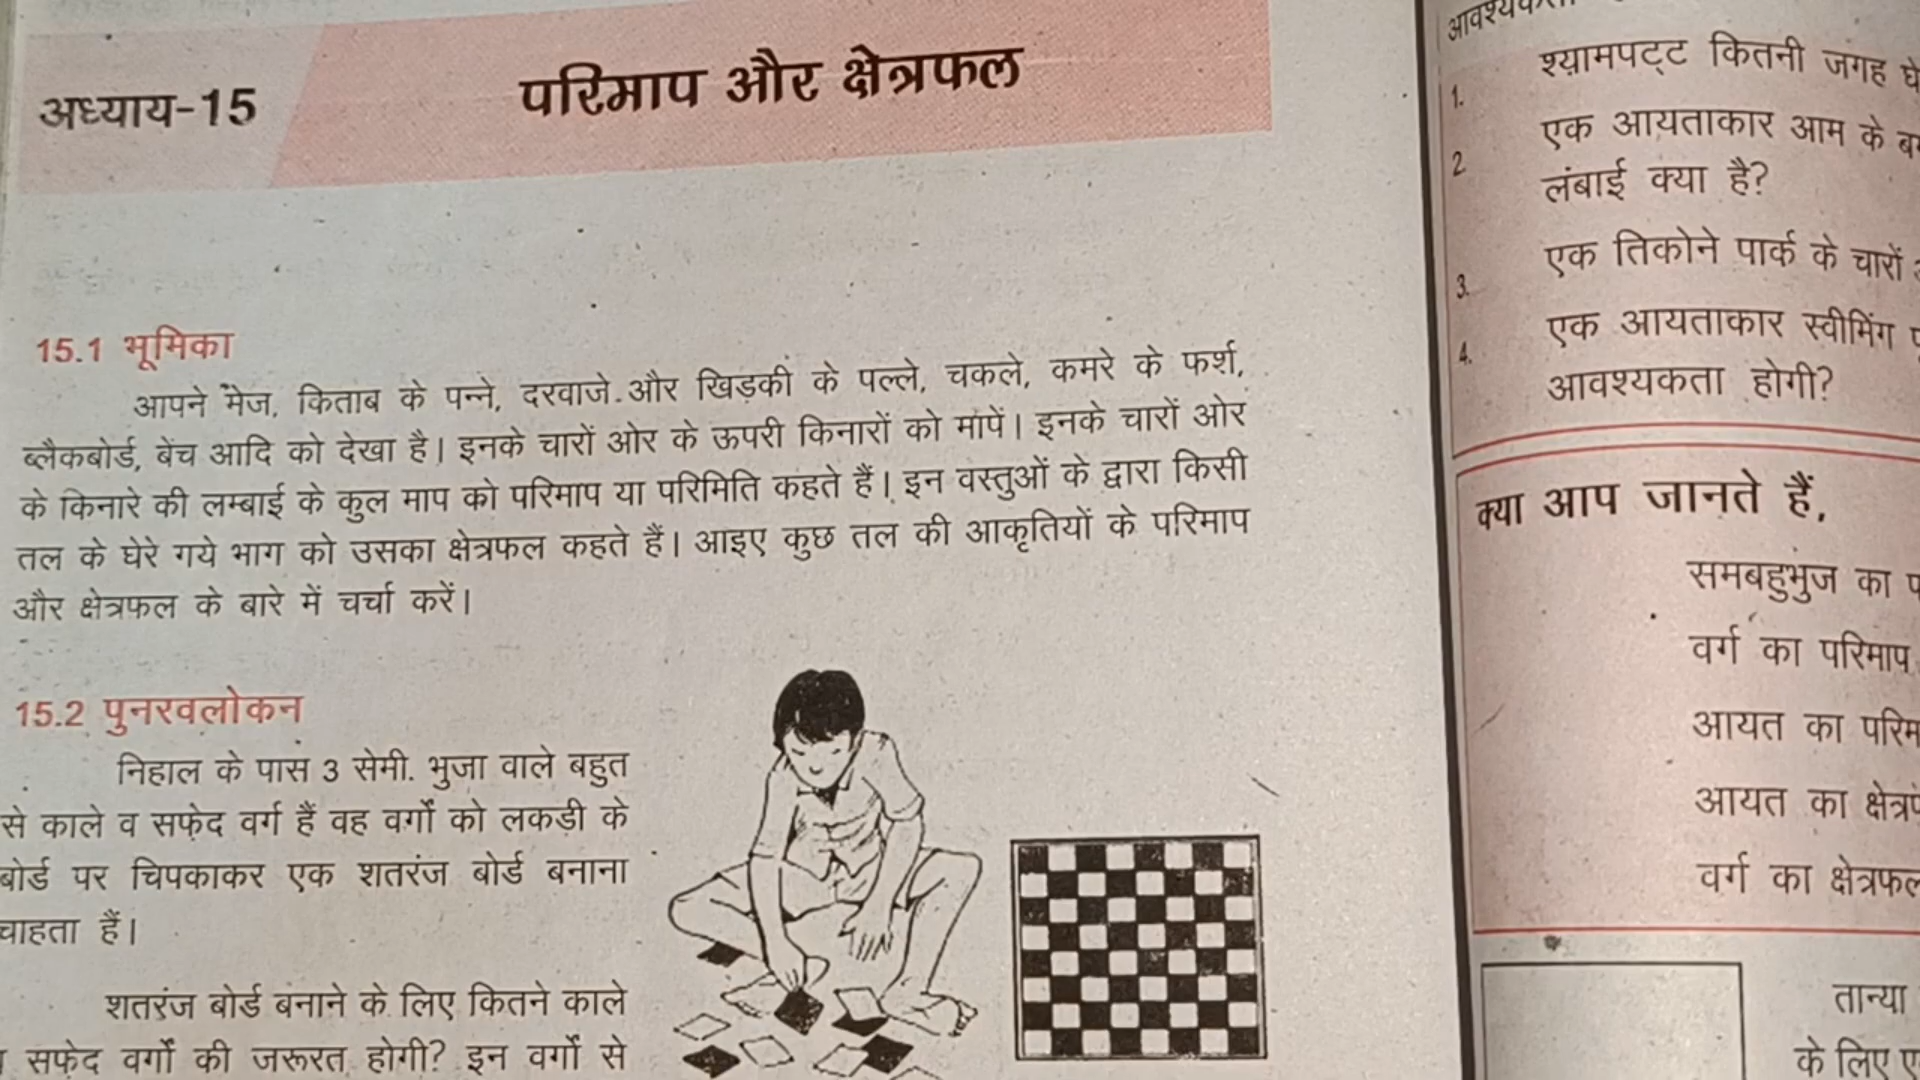 अध्याय-15
परिमाप और क्षेत्रफल
15.1 भूमिका
आपने मेज, किताब के पन्ने, दरवाजे और खिड़की के पल्ले, चकले, कमरे के फर्श,
ब्लैकबोर्ड, बेंच आदि को देखा है। इनके चारों ओर के ऊपरी किनारों को मापें। इनके चारों ओर
के किनारे की लम्बाई के कुल माप को परिमाप या परिमिति कहते हैं। इन वस्तुओं के द्वारा किसी
तल के घेरे गये भाग को उसका क्षेत्रफल कहते हैं। आइए कुछ तल की आकृतियों के परिमाप
और क्षेत्रफल के बारे में चर्चा करें।
15.2 पुनरवलोकन
निहाल के पास 3 सेमी. भुजा वाले बहुत
से काले व सफ़ेद वर्ग हैं वह वर्गों को लकड़ी के
बोर्ड पर चिपकाकर एक शतरंज बोर्ड बनाना
चाहता हैं।
शतरंज बोर्ड बनाने के लिए कितने काले
सफ़ेद वर्गों की जरूरत होगी? इन वर्गों से
1. श्यामपट्ट कितनी जगह
2 एक आयताकार आम के
लंबाई क्या है?
3. एक तिकोने पार्क के चारों
4. एक आयताकार स्वीमिंग
आवश्यकता होगी?
क्या आप जानते हैं,
समबहुभुज का
वर्ग का परिमाप
आयत का
आयत का
वर्ग का क्षेत्रफल
तान्या
के लिए